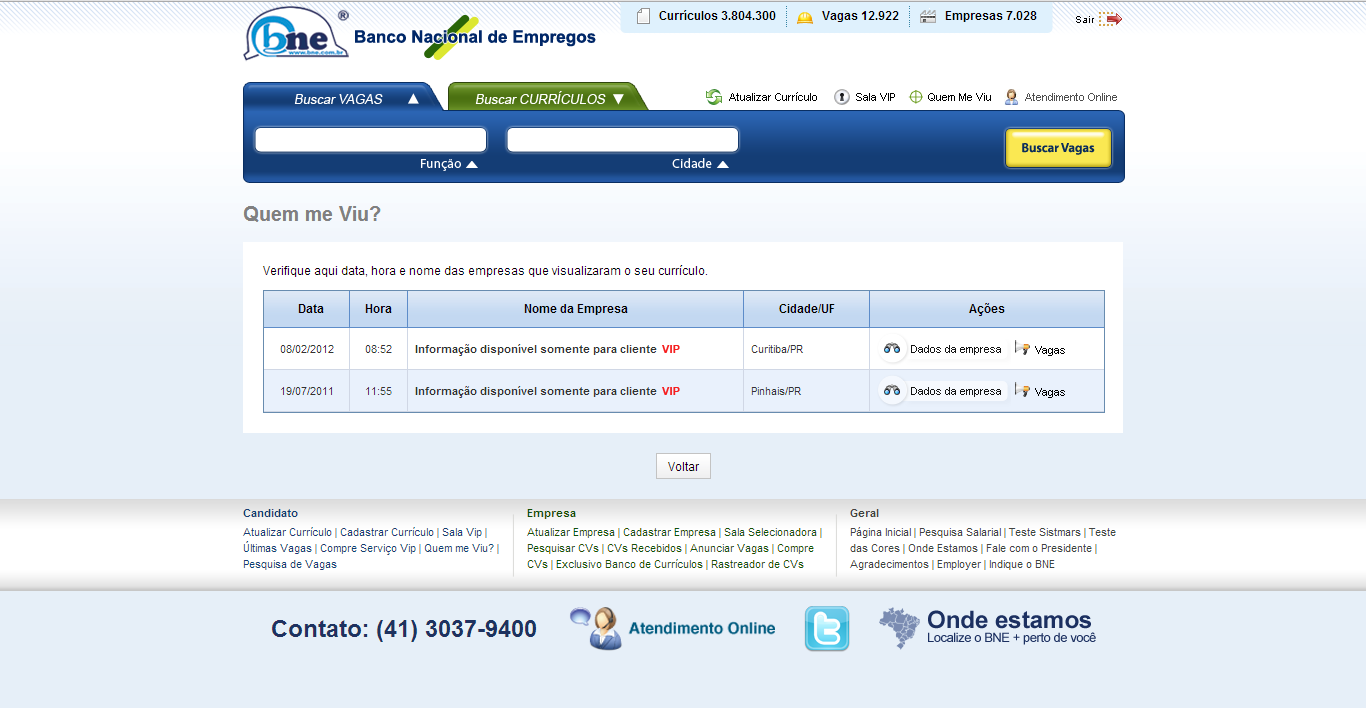 Currículos 3.804.300 Vagas 12.922 Empresas 7.028 Sair
bne ®
www.bne.com.br
Banco Nacional de Empregos
Buscar VAGAS ▲ Buscar CURRÍCULOS ▼ Atualizar Currículo Sala VIP Quem Me Viu Atendimento Online
Buscar Vagas
Função Cidade
Quem me Viu?
Verifique aqui data, hora e nome das empresas que visualizaram o seu currículo.
Data Hora Nome da Empresa Cidade/UF Ações
08/02/2012 08:52 Informação disponível somente para cliente VIP Curitiba/PR Dados da empresa Vagas
19/07/2011 11:55 Informação disponível somente para cliente VIP Pinhais/PR Dados da empresa Vagas
Voltar
Candidato
Atualizar Currículo | Cadastrar Currículo | Sala Vip |
Últimas Vagas | Compre Serviço Vip | Quem me Viu? |
Pesquisa de Vagas
Empresa
Atualizar Empresa | Cadastrar Empresa | Sala Selecionadora |
Pesquisar CVs | CVs Recebidos | Anunciar Vagas | Compre
CVs | Exclusivo Banco de Currículos | Rastreador de CVs
Geral
Página Inicial | Pesquisa Salarial | Teste Sistmars | Teste
das Cores | Onde Estamos | Fale com o Presidente |
Agradecimentos | Employer | Indique o BNE
Contato: (41) 3037-9400 Atendimento Online Onde estamos
Localize o BNE + perto de você